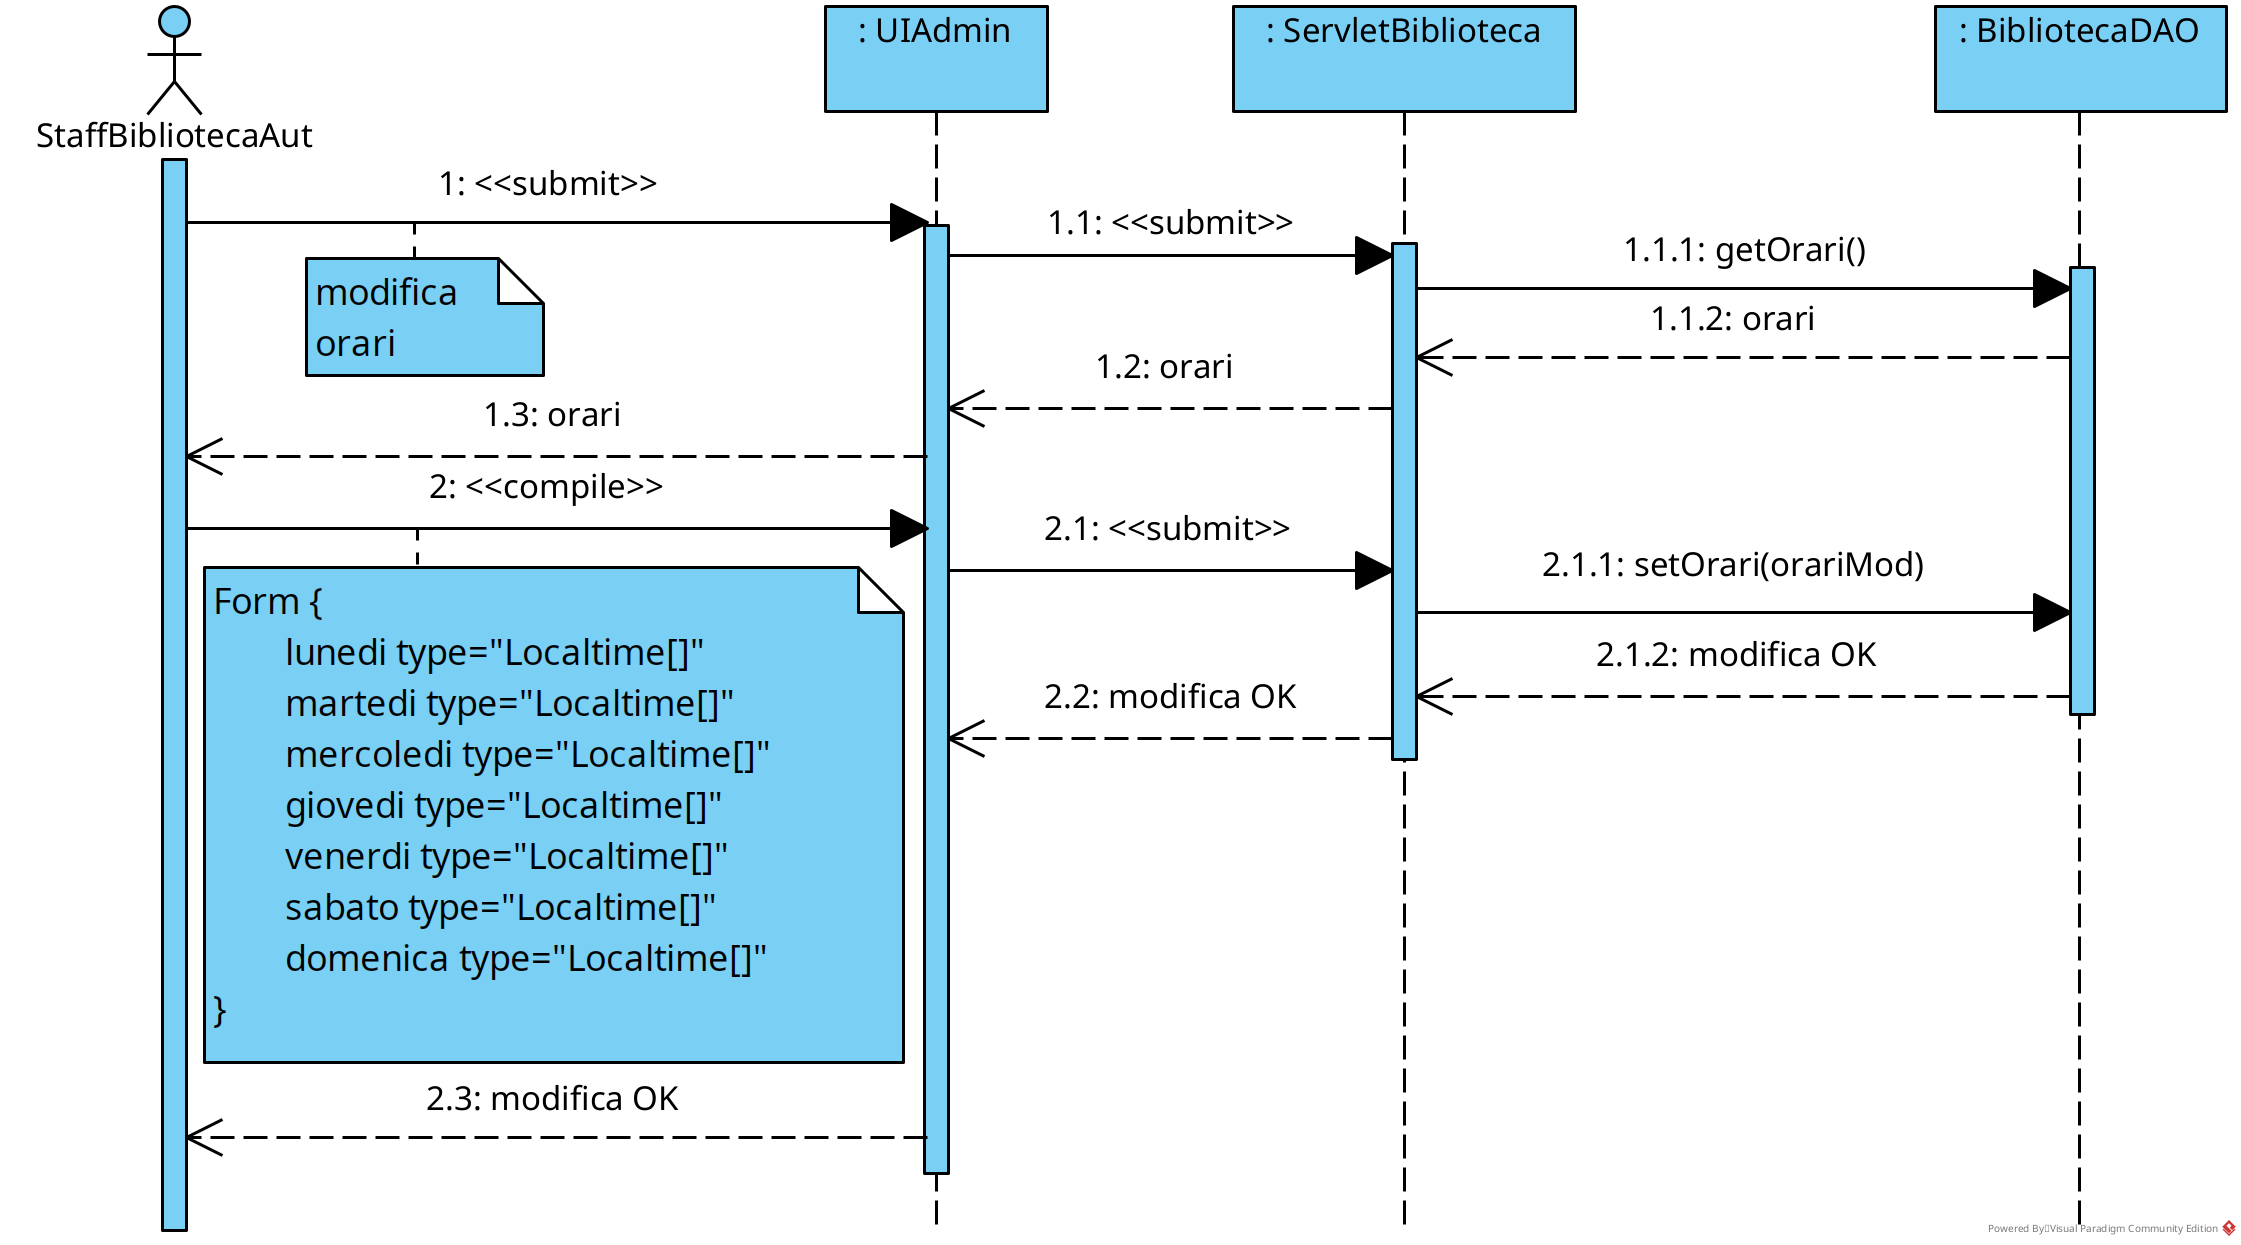 : UIAdmin
: ServletBiblioteca
: BibliotecaDAO
StaffBibliotecaAut
1: <<submit>>
1.1: <<submit>>
1.1.1: getOrari()
modifica
orari
1.1.2: orari
1.2: orari
1.3: orari
2: <<compile>>
2.1: <<submit>>
2.1.1: setOrari(orariMod)
Form {
lunedi type="Localtime[]"
martedi type="Localtime[]"
mercoledi type="Localtime[]"
giovedi type="Localtime[]"
venerdi type="Localtime[]"
sabato type="Localtime[]"
domenica type="Localtime[]"
}
2.1.2: modifica OK
2.2: modifica OK
2.3: modifica OK
Powered By Visual Paradigm Community Edition